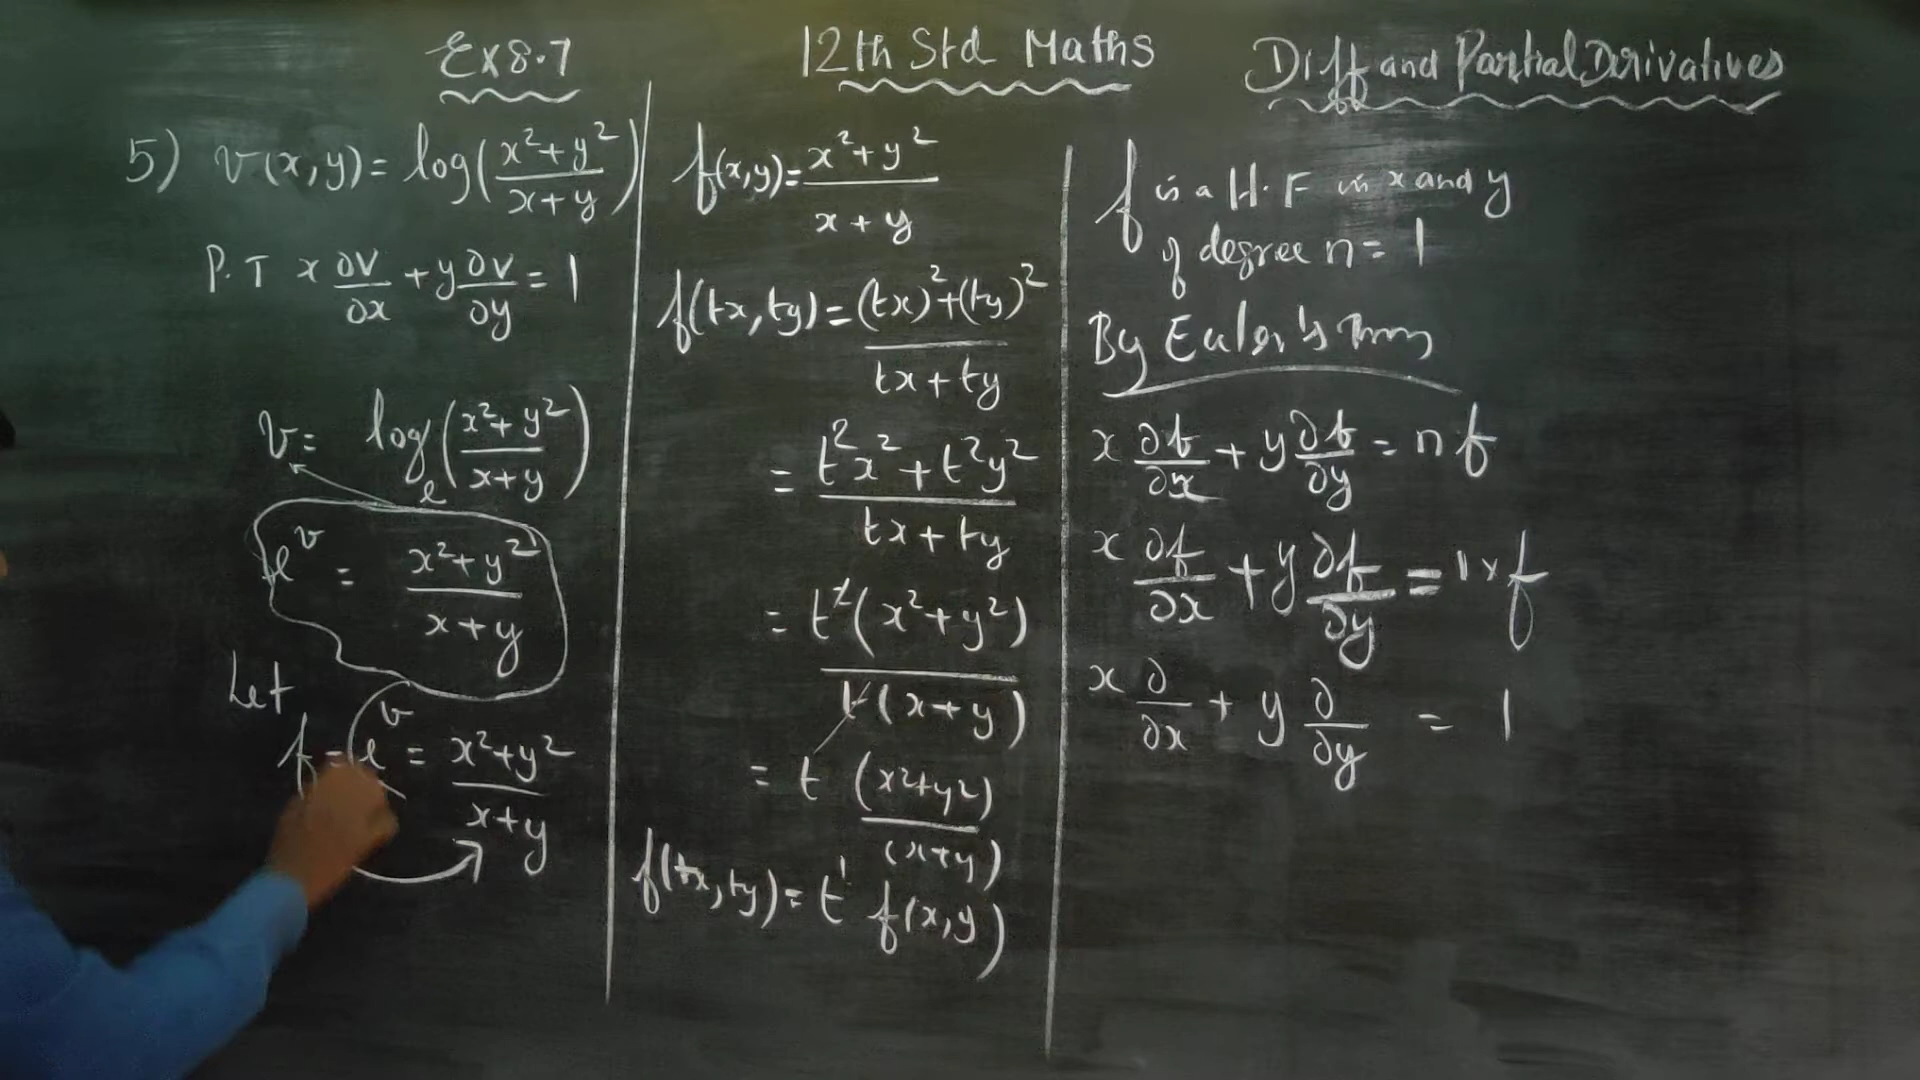 Ex 8.7
12th Std Maths
Diff and Partial Derivatives
5) v(x,y) = log(x²+y² / x+y)
P.T x ∂v/∂x + y ∂v/∂y = 1
v = logₑ(x²+y² / x+y)
eᵛ = x²+y² / x+y
Let
f = eᵛ = x²+y² / x+y
f(x,y) = x²+y² / x+y
f(tx,ty) = (tx)²+(ty)² / tx+ty
= t²x²+t²y² / tx+ty
= t²(x²+y²) / t(x+y)
= t (x²+y²) / (x+y)
f(tx,ty) = t¹ f(x,y)
f is a H.F in x and y
of degree n = 1
By Euler's Thm
x ∂f/∂x + y ∂f/∂y = n f
x ∂f/∂x + y ∂f/∂y = 1 × f
x ∂/∂x + y ∂/∂y = 1